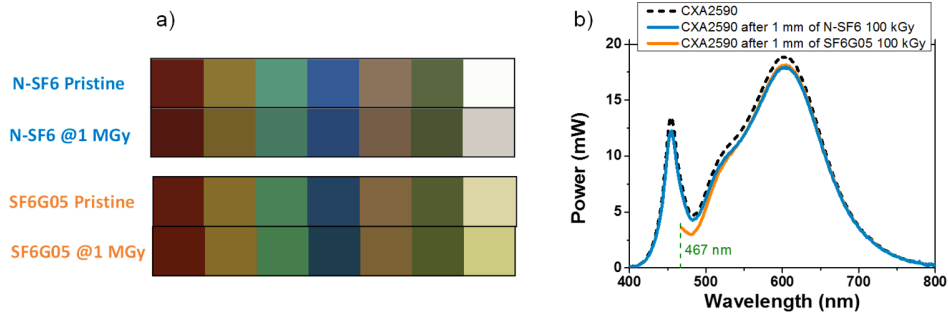 a)
N-SF6 Pristine
N-SF6 @1 MGy
SF6G05 Pristine
SF6G05 @1 MGy
b)
CXA2590
CXA2590 after 1 mm of N-SF6 100 kGy
CXA2590 after 1 mm of SF6G05 100 kGy
Power (mW)
20
15
10
5
0
467 nm
400 500 600 700 800 900
Wavelength (nm)